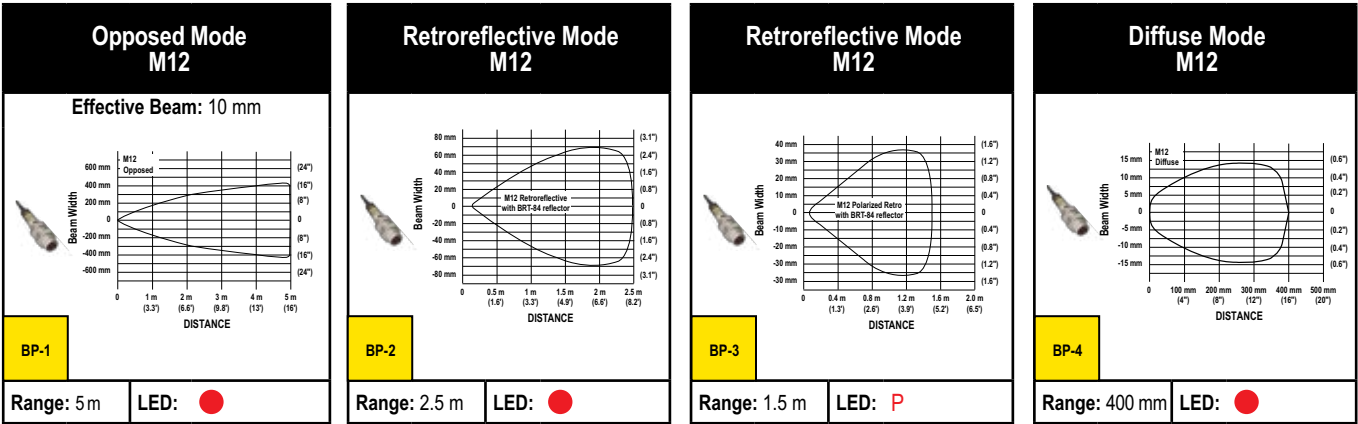 Opposed Mode
M12
Effective Beam: 10 mm
M12
Opposed
600 mm
400 mm
200 mm
0
-200 mm
-400 mm
-600 mm
(24")
(16")
(8")
0
(8")
(16")
(24")
Beam Width
0 1 m 2 m 3 m 4 m 5 m
(3.3') (6.6') (9.8') (13') (16')
DISTANCE
BP-1
Range: 5 m LED:
Retroreflective Mode
M12
80 mm
60 mm
40 mm
20 mm
0
-20 mm
-40 mm
-60 mm
-80 mm
(3.1")
(2.4")
(1.6")
(0.8")
0
(0.8")
(1.6")
(2.4")
(3.1")
Beam Width
M12 Retroreflective
with BRT-84 reflector
0 0.5 m 1 m 1.5 m 2 m 2.5 m
(1.6') (3.3') (4.9') (6.6') (8.2')
DISTANCE
BP-2
Range: 2.5 m LED:
Retroreflective Mode
M12
40 mm
30 mm
20 mm
10 mm
0
-10 mm
-20 mm
-30 mm
-30 mm
(1.6")
(1.2")
(0.8")
(0.4")
0
(0.4")
(0.8")
(1.2")
(1.6")
Beam Width
M12 Polarized Retro
with BRT-84 reflector
0 0.4 m 0.8 m 1.2 m 1.6 m 2.0 m
(1.3') (2.6') (3.9') (5.2') (6.5')
DISTANCE
BP-3
Range: 1.5 m LED: P
Diffuse Mode
M12
M12
Diffuse
15 mm
10 mm
5 mm
0
-5 mm
-10 mm
-15 mm
(0.6")
(0.4")
(0.2")
0
(0.2")
(0.4")
(0.6")
Beam Width
0 100 mm 200 mm 300 mm 400 mm 500 mm
(4") (8") (12") (16") (20")
DISTANCE
BP-4
Range: 400 mm LED: